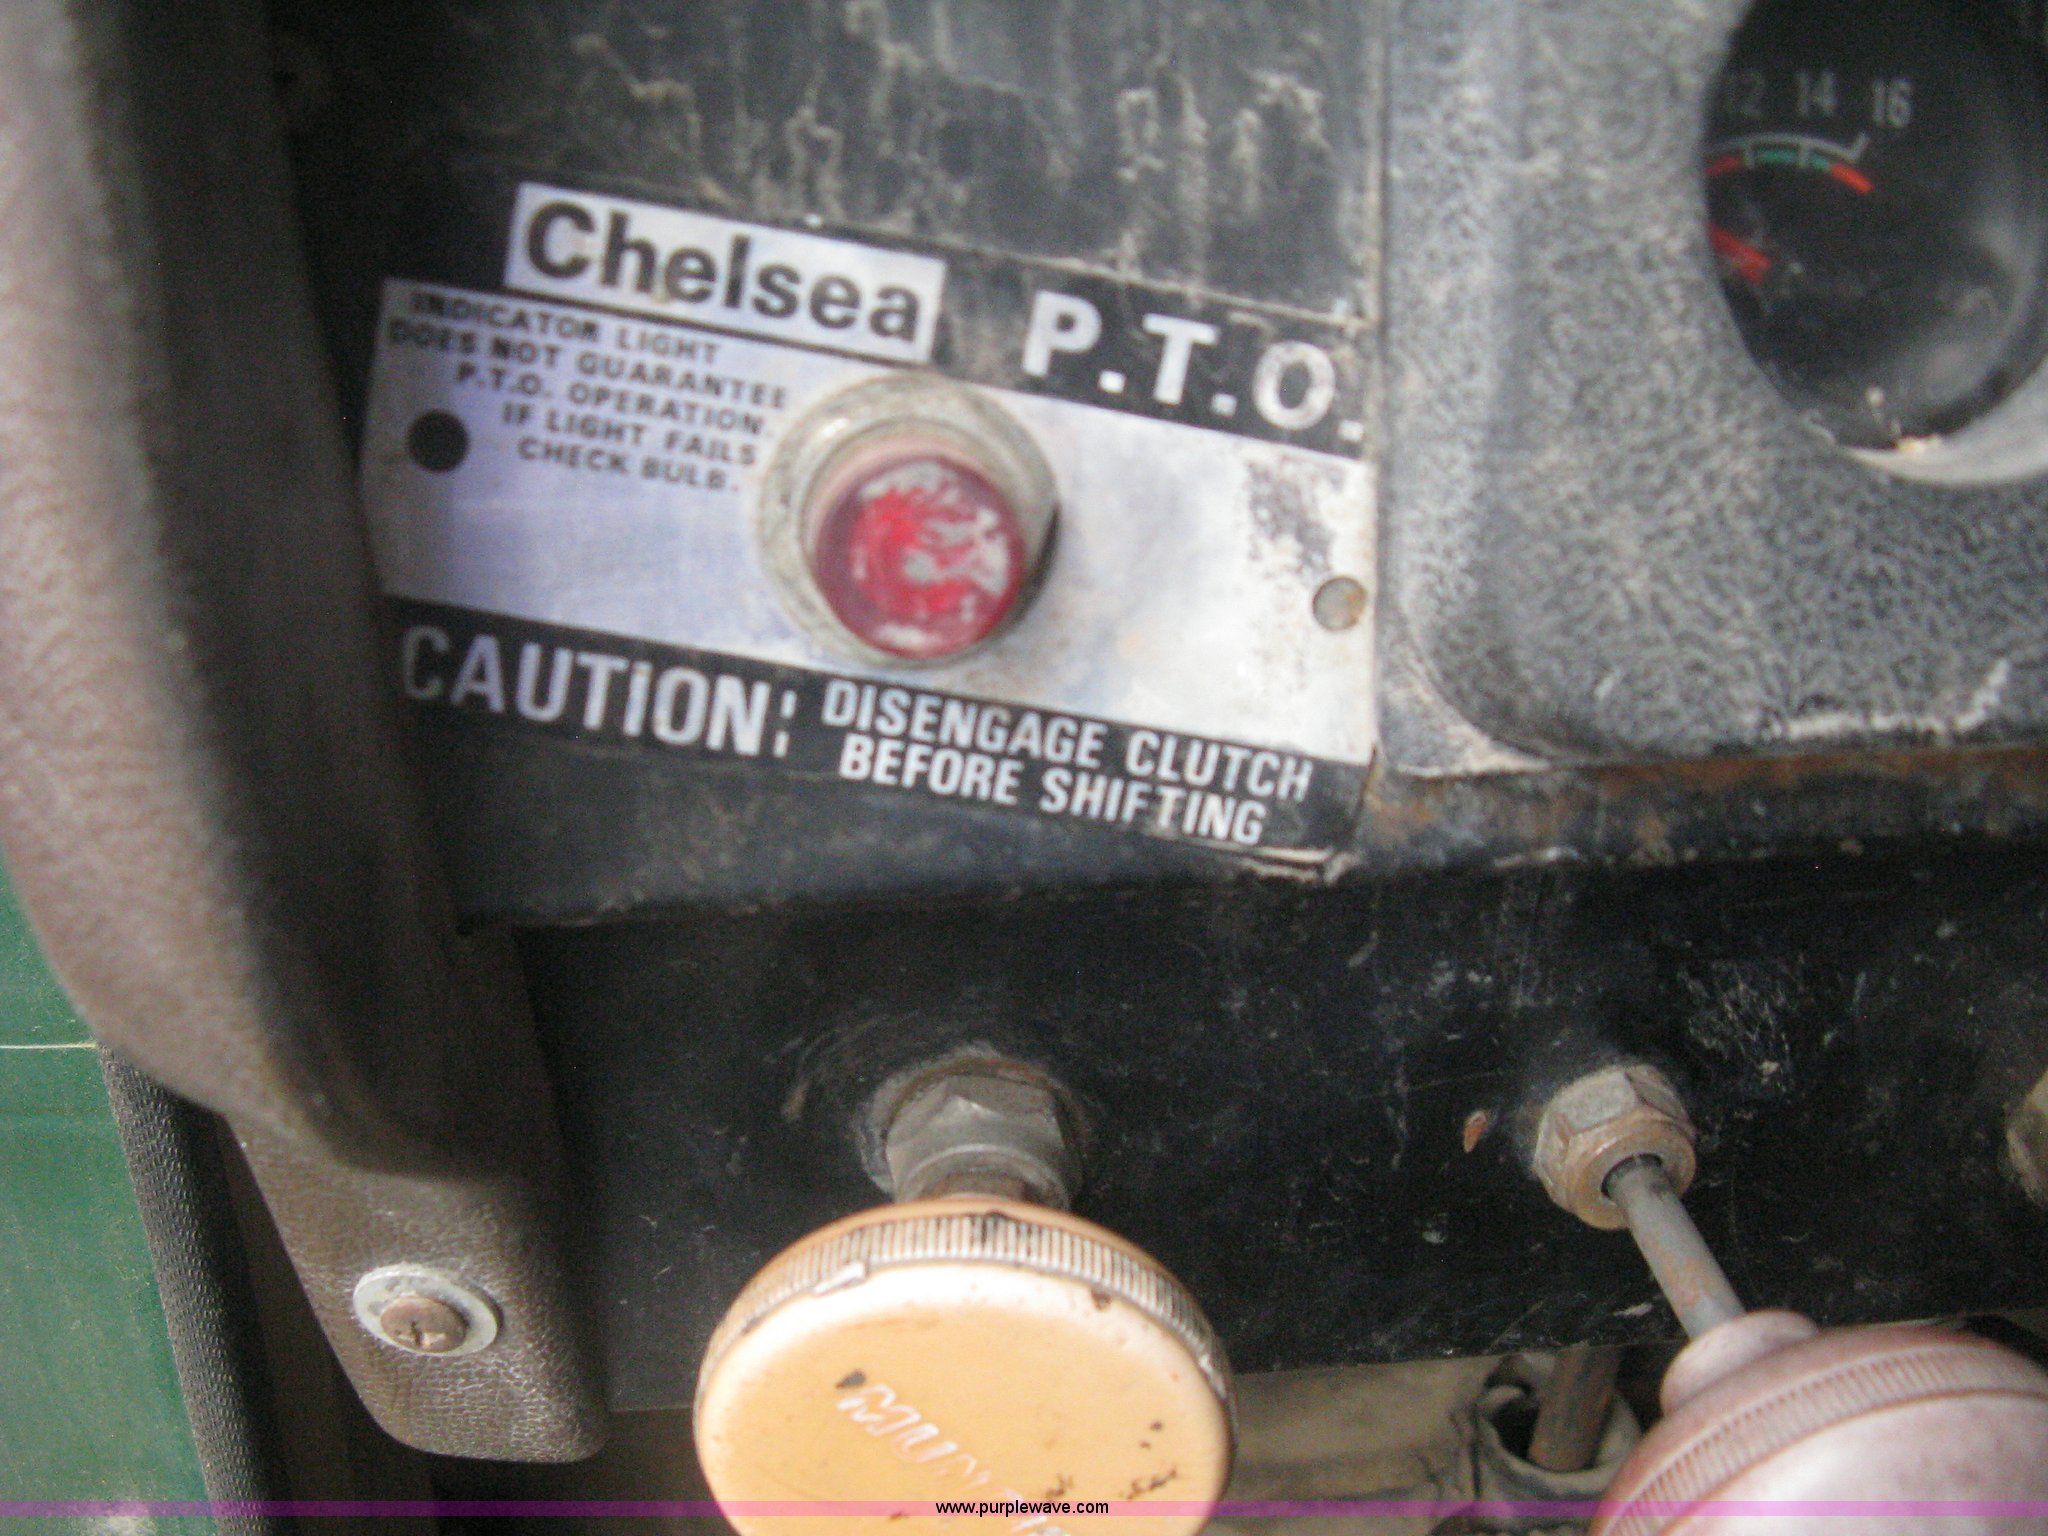 12 14 16
Chelsea P.T.O.
INDICATOR LIGHT
DOES NOT GUARANTEE
P.T.O. OPERATION.
IF LIGHT FAILS
CHECK BULB.
CAUTION: DISENGAGE CLUTCH
BEFORE SHIFTING
www.purplewave.com